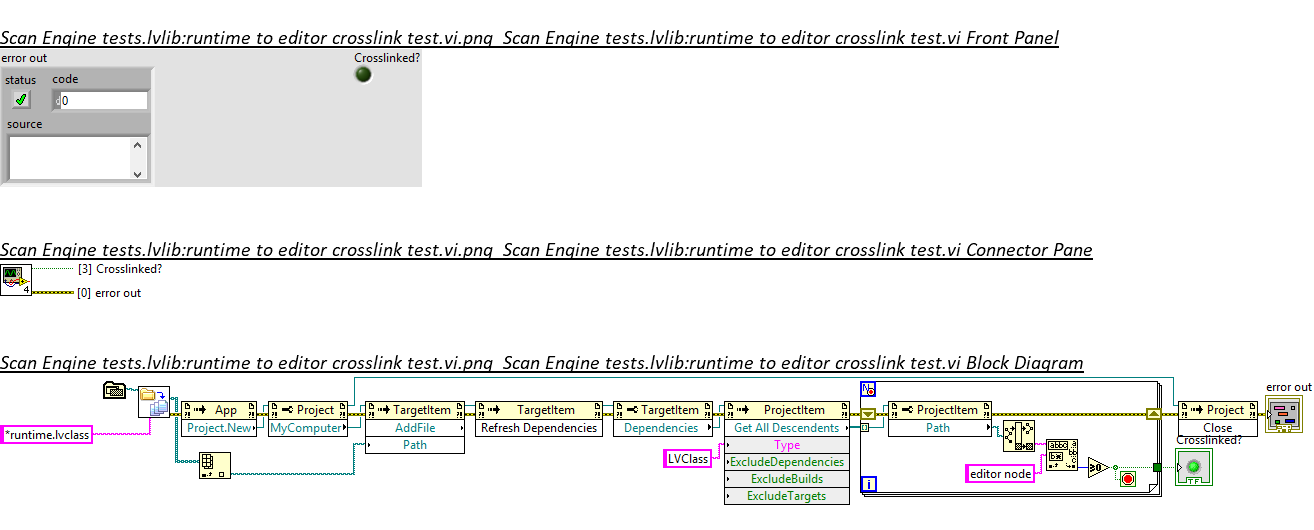 Scan Engine tests.lvlib:runtime to editor crosslink test.vi.png Scan Engine tests.lvlib:runtime to editor crosslink test.vi Front Panel
error out
Crosslinked?
status code
0
source
Scan Engine tests.lvlib:runtime to editor crosslink test.vi.png Scan Engine tests.lvlib:runtime to editor crosslink test.vi Connector Pane
[3] Crosslinked?
4
[0] error out
Scan Engine tests.lvlib:runtime to editor crosslink test.vi.png Scan Engine tests.lvlib:runtime to editor crosslink test.vi Block Diagram
error out
N
App Project TargetItem TargetItem TargetItem ProjectItem ProjectItem Project
Project.New MyComputer AddFile Refresh Dependencies Dependencies Get All Descendents Path Close
*runtime.lvclass
Path
Type
Crosslinked?
LVClass
ExcludeDependencies
editor node
≥0
TF
ExcludeBuilds
i
ExcludeTargets